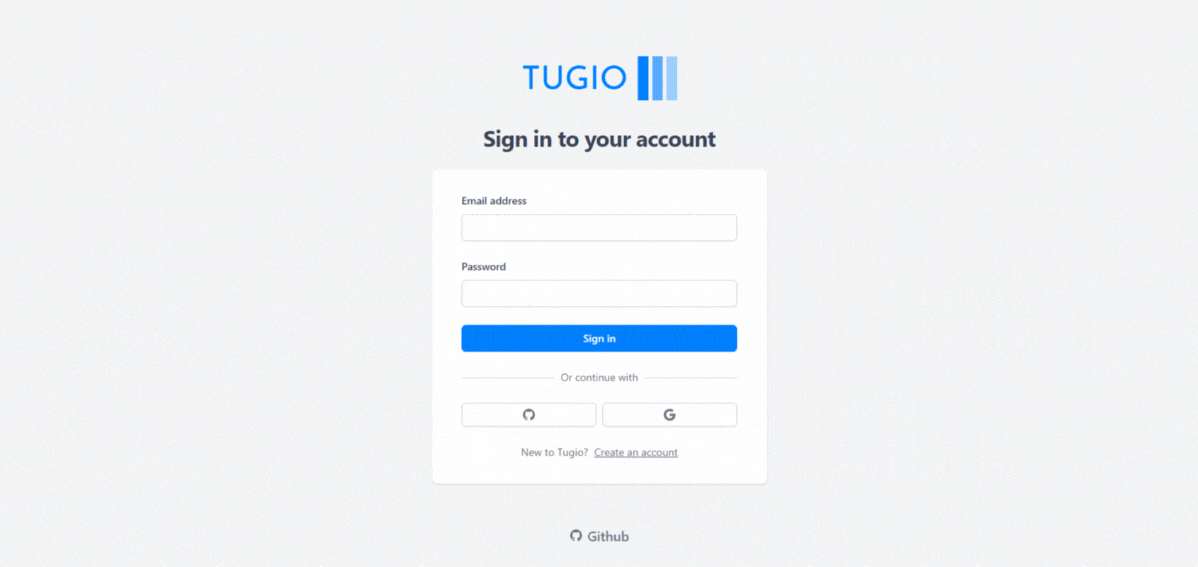 TUGIO
Sign in to your account
Email address
Password
Sign in
Or continue with
New to Tugio? Create an account
Github